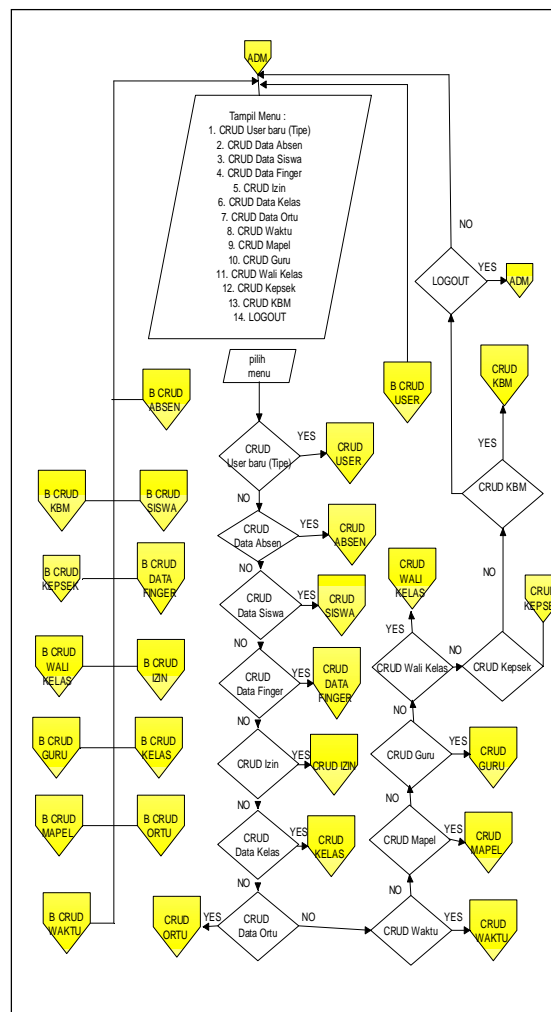 ADM
Tampil Menu :
1. CRUD User baru (Tipe)
2. CRUD Data Absen
3. CRUD Data Siswa
4. CRUD Data Finger
5. CRUD Izin
6. CRUD Data Kelas
7. CRUD Data Ortu
8. CRUD Waktu
9. CRUD Mapel
10. CRUD Guru
11. CRUD Wali Kelas
12. CRUD Kepsek
13. CRUD KBM
14. LOGOUT
NO
LOGOUT
YES
ADM
pilih
menu
B CRUD
USER
CRUD
KBM
B CRUD
ABSEN
YES
CRUD
User baru (Tipe)
YES
CRUD
USER
NO
CRUD KBM
B CRUD
KBM
B CRUD
SISWA
CRUD
Data Absen
YES
CRUD
ABSEN
NO
B CRUD
KEPSEK
B CRUD
DATA
FINGER
CRUD
Data Siswa
YES
CRUD
SISWA
CRUD
WALI
KELAS
NO
CRUD
KEPSEK
NO
YES
B CRUD
WALI
KELAS
B CRUD
IZIN
CRUD
Data Finger
YES
CRUD
DATA
FINGER
CRUD Wali Kelas
NO
CRUD Kepsek
NO
NO
B CRUD
GURU
B CRUD
KELAS
CRUD Izin
YES
CRUD IZIN
CRUD Guru
YES
CRUD
GURU
NO
NO
B CRUD
MAPEL
B CRUD
ORTU
CRUD
Data Kelas
YES
CRUD
KELAS
CRUD Mapel
YES
CRUD
MAPEL
NO
NO
B CRUD
WAKTU
CRUD
ORTU
YES
CRUD
Data Ortu
NO
CRUD Waktu
YES
CRUD
WAKTU